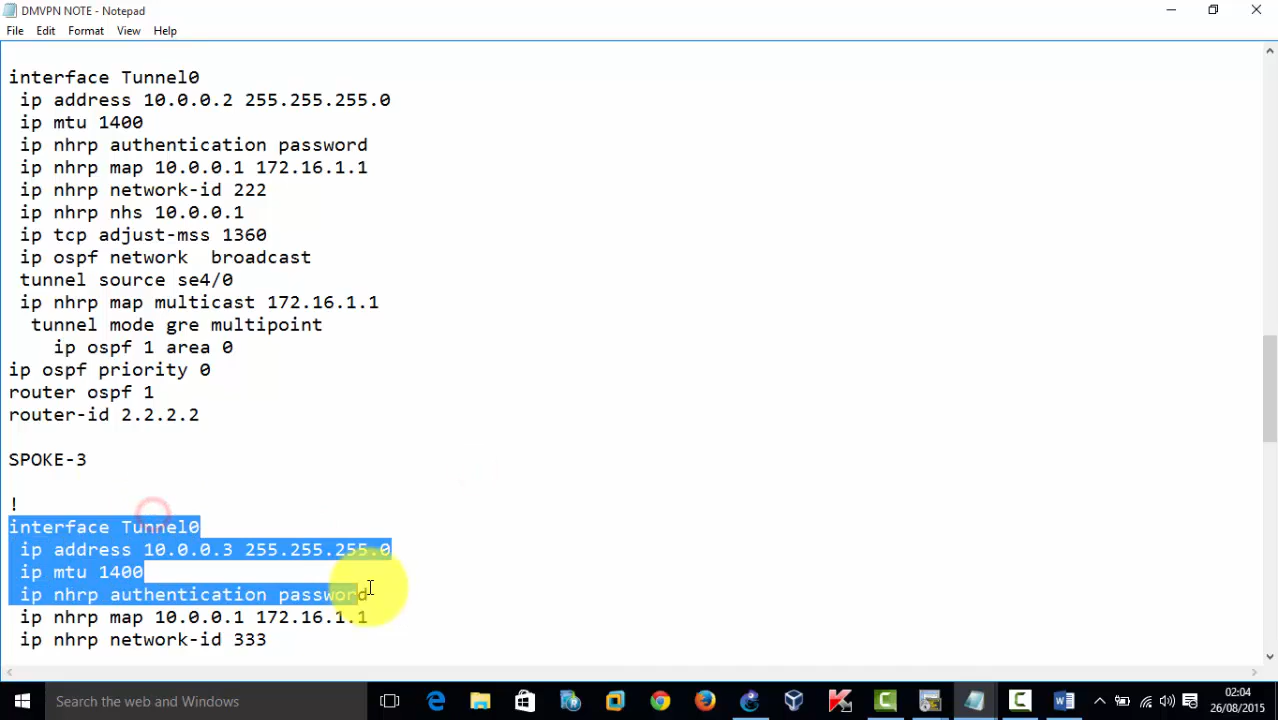 DMVPN NOTE - Notepad
File Edit Format View Help
interface Tunnel0
ip address 10.0.0.2 255.255.255.0
ip mtu 1400
ip nhrp authentication password
ip nhrp map 10.0.0.1 172.16.1.1
ip nhrp network-id 222
ip nhrp nhs 10.0.0.1
ip tcp adjust-mss 1360
ip ospf network  broadcast
tunnel source se4/0
ip nhrp map multicast 172.16.1.1
tunnel mode gre multipoint
ip ospf 1 area 0
ip ospf priority 0
router ospf 1
router-id 2.2.2.2
SPOKE-3
!
interface Tunnel0
ip address 10.0.0.3 255.255.255.0
ip mtu 1400
ip nhrp authentication password
ip nhrp map 10.0.0.1 172.16.1.1
ip nhrp network-id 333
Search the web and Windows
02:04
26/08/2015